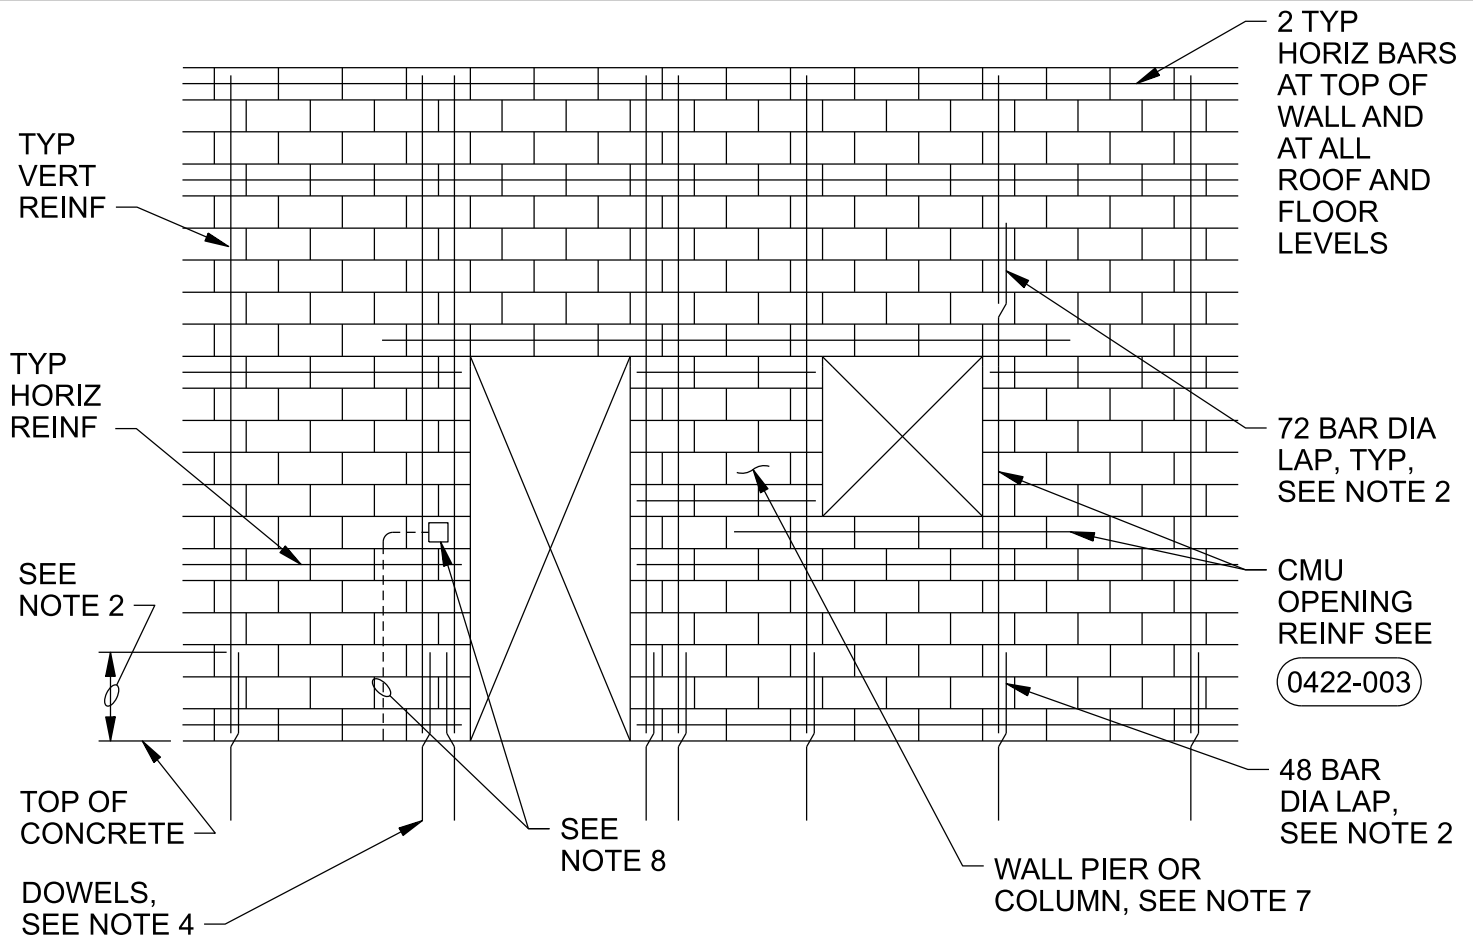 2 TYP
HORIZ BARS
AT TOP OF
WALL AND
AT ALL
ROOF AND
FLOOR
LEVELS
TYP
VERT
REINF
TYP
HORIZ
REINF
72 BAR DIA
LAP, TYP,
SEE NOTE 2
SEE
NOTE 2
CMU
OPENING
REINF SEE
0422-003
TOP OF
CONCRETE
48 BAR
DIA LAP,
SEE NOTE 2
SEE
NOTE 8
WALL PIER OR
COLUMN, SEE NOTE 7
DOWELS,
SEE NOTE 4